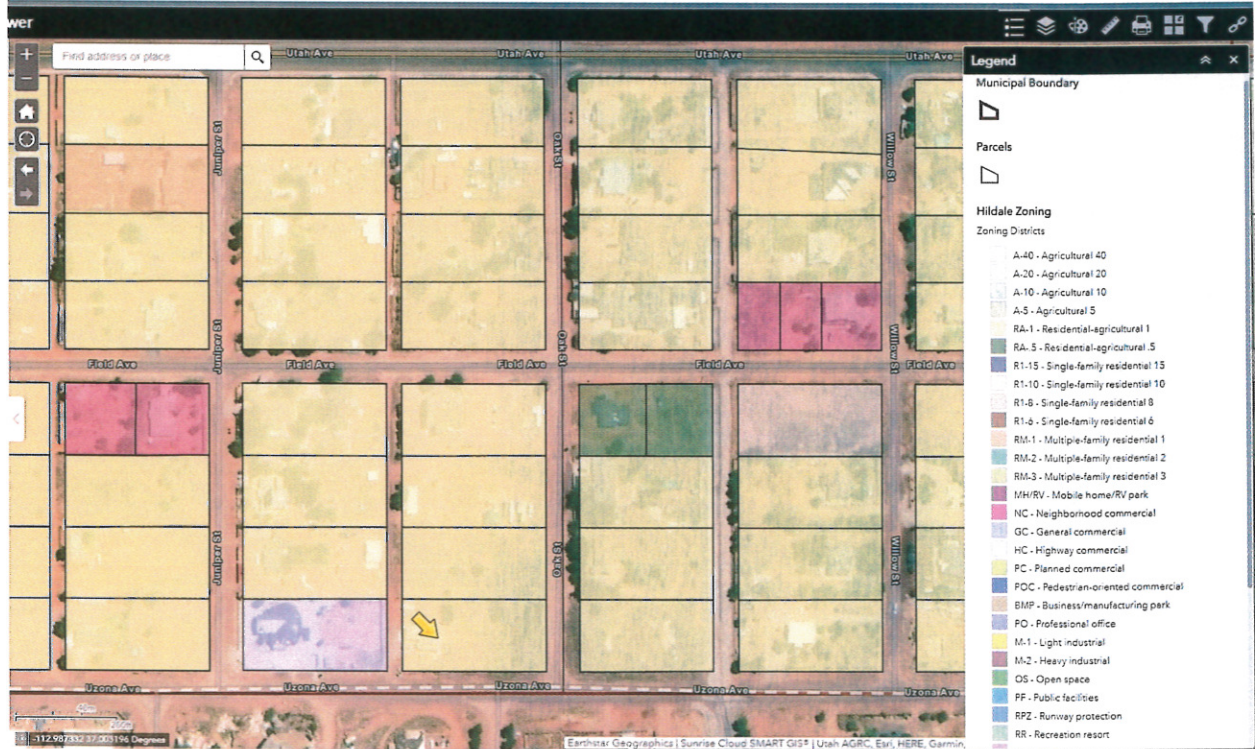 wer
Find address or place
Utah Ave
Utah Ave
Utah Ave
Utah Ave
Juniper St
Oak St
Willow St
Juniper St
Oak St
Willow St
Field Ave
Field Ave
Field Ave
Field Ave
Juniper St
Oak St
Willow St
Uzona Ave
Uzona Ave
Uzona Ave
Uzona Ave
-112.987332 37.003196 Degrees
Earthstar Geographics | Sunrise Cloud SMART GIS® | Utah AGRC, Esri, HERE, Garmin,
Legend
Municipal Boundary
Parcels
Hildale Zoning
Zoning Districts
A-40 - Agricultural 40
A-20 - Agricultural 20
A-10 - Agricultural 10
A-5 - Agricultural 5
RA-1 - Residential-agricultural 1
RA-.5 - Residential-agricultural .5
R1-15 - Single-family residential 15
R1-10 - Single-family residential 10
R1-8 - Single-family residential 8
R1-6 - Single-family residential 6
RM-1 - Multiple-family residential 1
RM-2 - Multiple-family residential 2
RM-3 - Multiple-family residential 3
MH/RV - Mobile home/RV park
NC - Neighborhood commercial
GC - General commercial
HC - Highway commercial
PC - Planned commercial
POC - Pedestrian-oriented commercial
BMP - Business/manufacturing park
PO - Professional office
M-1 - Light industrial
M-2 - Heavy industrial
OS - Open space
PF - Public facilities
RPZ - Runway protection
RR - Recreation resort